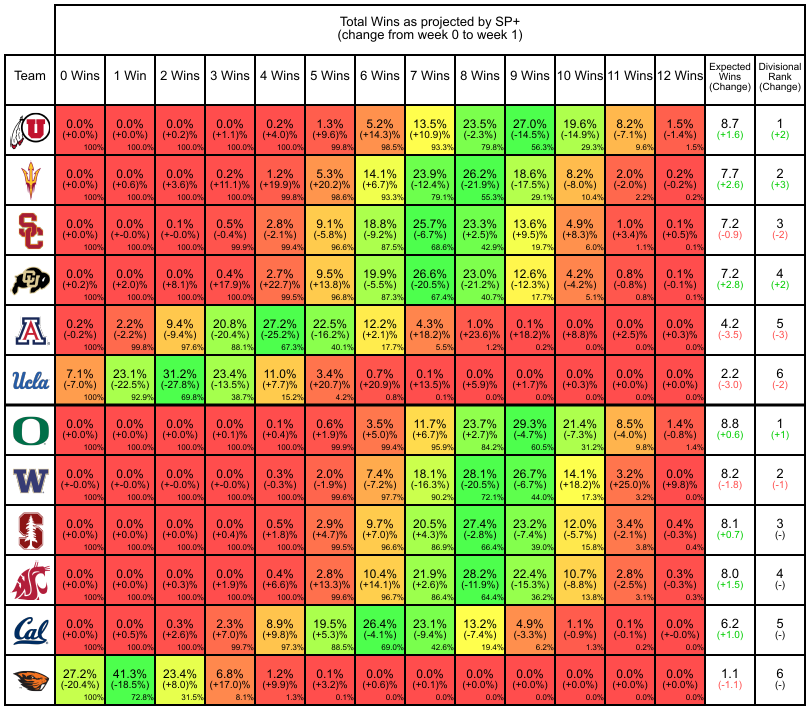 Total Wins as projected by SP+
(change from week 0 to week 1)
Team 0 Wins 1 Win 2 Wins 3 Wins 4 Wins 5 Wins 6 Wins 7 Wins 8 Wins 9 Wins 10 Wins 11 Wins 12 Wins Expected Wins (Change) Divisional Rank (Change)
U 0.0% 0.0% 0.0% 0.0% 0.2% 1.3% 5.2% 13.5% 23.5% 27.0% 19.6% 8.2% 1.5% 8.7 1
(+0.0%) (+0.0%) (+0.2%) (+1.1)% (+4.0)% (+9.6)% (+14.3)% (+10.9)% (-2.3)% (-14.5)% (-14.9)% (-7.1)% (-1.4)% (+1.6) (+2)
100% 100.0% 100.0% 100.0% 100.0% 99.8% 98.5% 93.3% 79.8% 56.3% 29.3% 9.6% 1.5%
0.0% 0.0% 0.0% 0.2% 1.2% 5.3% 14.1% 23.9% 26.2% 18.6% 8.2% 2.0% 0.2% 7.7 2
(+0.0%) (+0.6)% (+3.6)% (+11.1)% (+19.9)% (+20.2)% (+6.7)% (-12.4)% (-21.9)% (-17.5)% (-8.0)% (-2.0)% (-0.2)% (+2.6) (+3)
100% 100.0% 100.0% 100.0% 99.8% 98.6% 93.3% 79.1% 55.3% 29.1% 10.4% 2.2% 0.2%
SC 0.0% 0.0% 0.1% 0.5% 2.8% 9.1% 18.8% 25.7% 23.3% 13.6% 4.9% 1.0% 0.1% 7.2 3
(+0.0%) (+-0.0)% (+-0.0)% (-0.4)% (-2.1)% (-5.8)% (-9.2)% (-6.7)% (+2.5)% (+9.5)% (+8.3)% (+3.4)% (+0.5)% (-0.9) (-2)
100% 100.0% 100.0% 99.9% 99.4% 96.6% 87.5% 68.6% 42.9% 19.7% 6.0% 1.1% 0.1%
CU 0.0% 0.0% 0.0% 0.4% 2.7% 9.5% 19.9% 26.6% 23.0% 12.6% 4.2% 0.8% 0.1% 7.2 4
(+0.2%) (+2.0)% (+8.1)% (+17.9)% (+22.7)% (+13.8)% (-5.5)% (-20.5)% (-21.2)% (-12.3)% (-4.2)% (-0.8)% (-0.1)% (+2.8) (+2)
100% 100.0% 100.0% 100.0% 99.5% 96.8% 87.3% 67.4% 40.7% 17.7% 5.1% 0.8% 0.1%
A 0.2% 2.2% 9.4% 20.8% 27.2% 22.5% 12.2% 4.3% 1.0% 0.1% 0.0% 0.0% 0.0% 4.2 5
(-0.2%) (-2.2)% (-9.4)% (-20.4)% (-25.2)% (-16.2)% (+2.1)% (+18.2)% (+23.6)% (+18.2)% (+8.8)% (+2.5)% (+0.3)% (-3.5) (-3)
100% 99.8% 97.6% 88.1% 67.3% 40.1% 17.7% 5.5% 1.2% 0.2% 0.0% 0.0% 0.0%
Ucla 7.1% 23.1% 31.2% 23.4% 11.0% 3.4% 0.7% 0.1% 0.0% 0.0% 0.0% 0.0% 0.0% 2.2 6
(-7.0%) (-22.5)% (-27.8)% (-13.5)% (+7.7)% (+20.7)% (+20.9)% (+13.5)% (+5.9)% (+1.7)% (+0.3)% (+0.0)% (+0.0)% (-3.0) (-2)
100% 92.9% 69.8% 38.7% 15.2% 4.2% 0.8% 0.1% 0.0% 0.0% 0.0% 0.0% 0.0%
O 0.0% 0.0% 0.0% 0.0% 0.1% 0.6% 3.5% 11.7% 23.7% 29.3% 21.4% 8.5% 1.4% 8.8 1
(+0.0%) (+0.0)% (+0.0)% (+0.1)% (+0.4)% (+1.9)% (+5.0)% (+6.7)% (+2.7)% (-4.7)% (-7.3)% (-4.0)% (-0.8)% (+0.6) (+1)
100% 100.0% 100.0% 100.0% 100.0% 99.9% 99.4% 95.9% 84.2% 60.5% 31.2% 9.8% 1.4%
W 0.0% 0.0% 0.0% 0.0% 0.3% 2.0% 7.4% 18.1% 28.1% 26.7% 14.1% 3.2% 0.0% 8.2 2
(+-0.0%) (+-0.0)% (+-0.0)% (+-0.0)% (-0.3)% (-1.9)% (-7.2)% (-16.3)% (-20.5)% (-6.7)% (+18.2)% (+25.0)% (+9.8)% (-1.8) (-1)
100% 100.0% 100.0% 100.0% 100.0% 99.6% 97.7% 90.2% 72.1% 44.0% 17.3% 3.2% 0.0%
S 0.0% 0.0% 0.0% 0.0% 0.5% 2.9% 9.7% 20.5% 27.4% 23.2% 12.0% 3.4% 0.4% 8.1 3
(+0.0%) (+0.0)% (+0.0)% (+0.4)% (+1.8)% (+4.7)% (+7.0)% (+4.3)% (-2.8)% (-7.4)% (-5.7)% (-2.1)% (-0.3)% (+0.7) (-)
100% 100.0% 100.0% 100.0% 100.0% 99.5% 96.6% 86.9% 66.4% 39.0% 15.8% 3.8% 0.4%
WSC 0.0% 0.0% 0.0% 0.0% 0.4% 2.8% 10.4% 21.9% 28.2% 22.4% 10.7% 2.8% 0.3% 8.0 4
(+0.0%) (+0.0)% (+0.3)% (+1.9)% (+6.6)% (+13.3)% (+14.1)% (+2.6)% (-11.9)% (-15.3)% (-8.8)% (-2.5)% (-0.3)% (+1.5) (-)
100% 100.0% 100.0% 100.0% 100.0% 99.6% 96.7% 86.4% 64.4% 36.2% 13.8% 3.1% 0.3%
Cal 0.0% 0.0% 0.3% 2.3% 8.9% 19.5% 26.4% 23.1% 13.2% 4.9% 1.1% 0.1% 0.0% 6.2 5
(+0.0%) (+0.5)% (+2.6)% (+7.0)% (+9.8)% (+5.3)% (-4.1)% (-9.4)% (-7.4)% (-3.3)% (-0.9)% (-0.1)% (+-0.0)% (+1.0) (-)
100% 100.0% 100.0% 99.7% 97.3% 88.5% 69.0% 42.6% 19.4% 6.2% 1.3% 0.2% 0.0%
27.2% 41.3% 23.4% 6.8% 1.2% 0.1% 0.0% 0.0% 0.0% 0.0% 0.0% 0.0% 0.0% 1.1 6
(-20.4%) (-18.5)% (+8.0)% (+17.0)% (+9.9)% (+3.2)% (+0.6)% (+0.1)% (+0.0)% (+0.0)% (+0.0)% (+0.0)% (+0.0)% (-1.1) (-)
100% 72.8% 31.5% 8.1% 1.3% 0.1% 0.0% 0.0% 0.0% 0.0% 0.0% 0.0% 0.0%